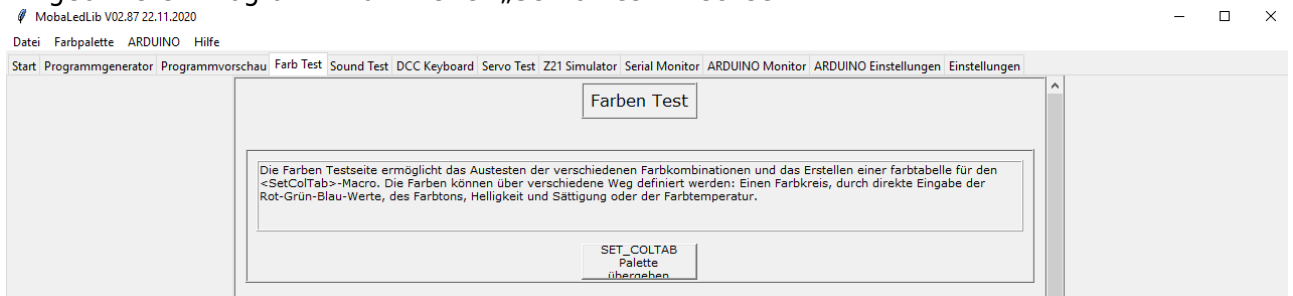 MobaLedLib V02.87 22.11.2020
Datei Farbpalette ARDUINO Hilfe
Start Programmgenerator Programmvorschau Farb Test Sound Test DCC Keyboard Servo Test Z21 Simulator Serial Monitor ARDUINO Monitor ARDUINO Einstellungen Einstellungen
Farben Test
Die Farben Testseite ermöglicht das Austesten der verschiedenen Farbkombinationen und das Erstellen einer farbtabelle für den
<SetColTab>-Macro. Die Farben können über verschiedene Weg definiert werden: Einen Farbkreis, durch direkte Eingabe der
Rot-Grün-Blau-Werte, des Farbtons, Helligkeit und Sättigung oder der Farbtemperatur.
SET_COLTAB
Palette
übergeben